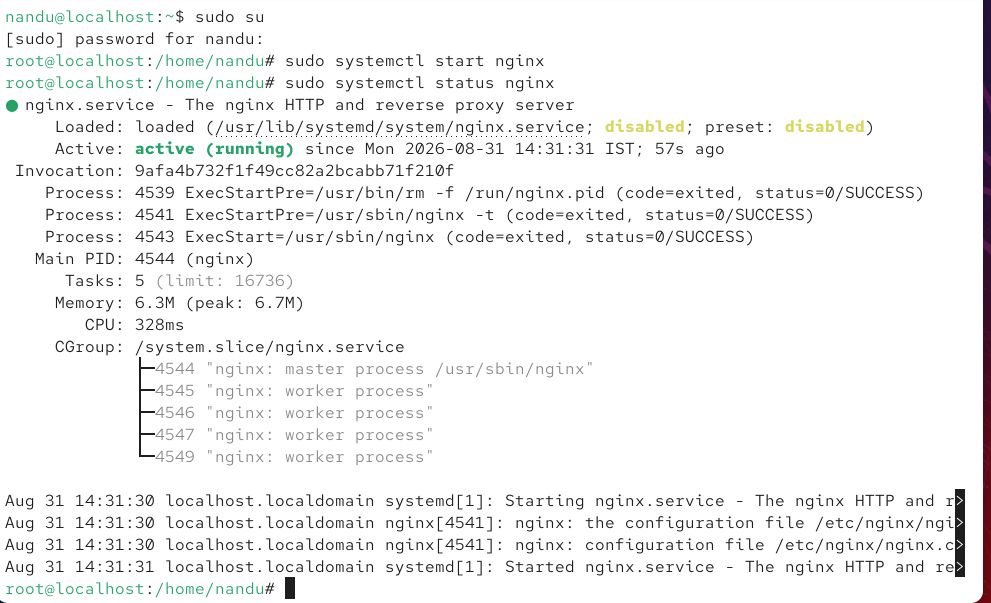 nandu@localhost:~$ sudo su
[sudo] password for nandu:
root@localhost:/home/nandu# sudo systemctl start nginx
root@localhost:/home/nandu# sudo systemctl status nginx
● nginx.service - The nginx HTTP and reverse proxy server
     Loaded: loaded (/usr/lib/systemd/system/nginx.service; disabled; preset: disabled)
     Active: active (running) since Mon 2026-08-31 14:31:31 IST; 57s ago
 Invocation: 9afa4b732f1f49cc82a2bcabb71f210f
    Process: 4539 ExecStartPre=/usr/bin/rm -f /run/nginx.pid (code=exited, status=0/SUCCESS)
    Process: 4541 ExecStartPre=/usr/sbin/nginx -t (code=exited, status=0/SUCCESS)
    Process: 4543 ExecStart=/usr/sbin/nginx (code=exited, status=0/SUCCESS)
   Main PID: 4544 (nginx)
      Tasks: 5 (limit: 16736)
     Memory: 6.3M (peak: 6.7M)
        CPU: 328ms
     CGroup: /system.slice/nginx.service
             ├─4544 "nginx: master process /usr/sbin/nginx"
             ├─4545 "nginx: worker process"
             ├─4546 "nginx: worker process"
             ├─4547 "nginx: worker process"
             └─4549 "nginx: worker process"

Aug 31 14:31:30 localhost.localdomain systemd[1]: Starting nginx.service - The nginx HTTP and r>
Aug 31 14:31:30 localhost.localdomain nginx[4541]: nginx: the configuration file /etc/nginx/ngi>
Aug 31 14:31:30 localhost.localdomain nginx[4541]: nginx: configuration file /etc/nginx/nginx.c>
Aug 31 14:31:31 localhost.localdomain systemd[1]: Started nginx.service - The nginx HTTP and re>
root@localhost:/home/nandu#